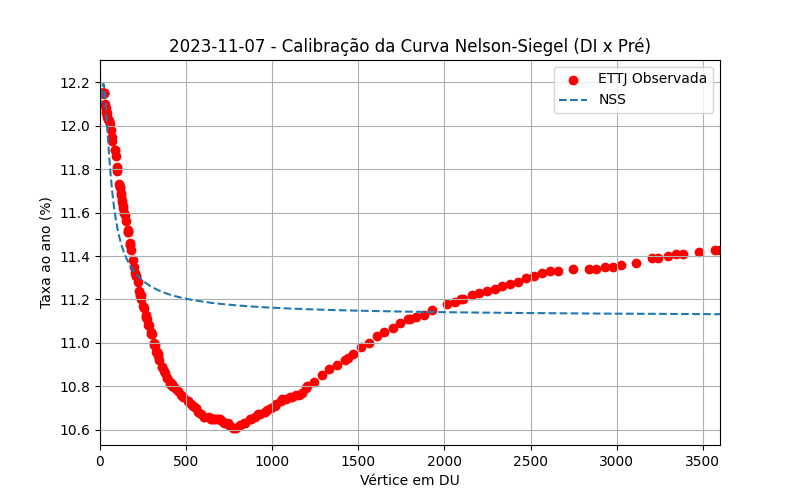 2023-11-07 - Calibração da Curva Nelson-Siegel (DI x Pré)
ETTJ Observada
NSS
Taxa ao ano (%)
12.2
12.0
11.8
11.6
11.4
11.2
11.0
10.8
10.6
0 500 1000 1500 2000 2500 3000 3500
Vértice em DU